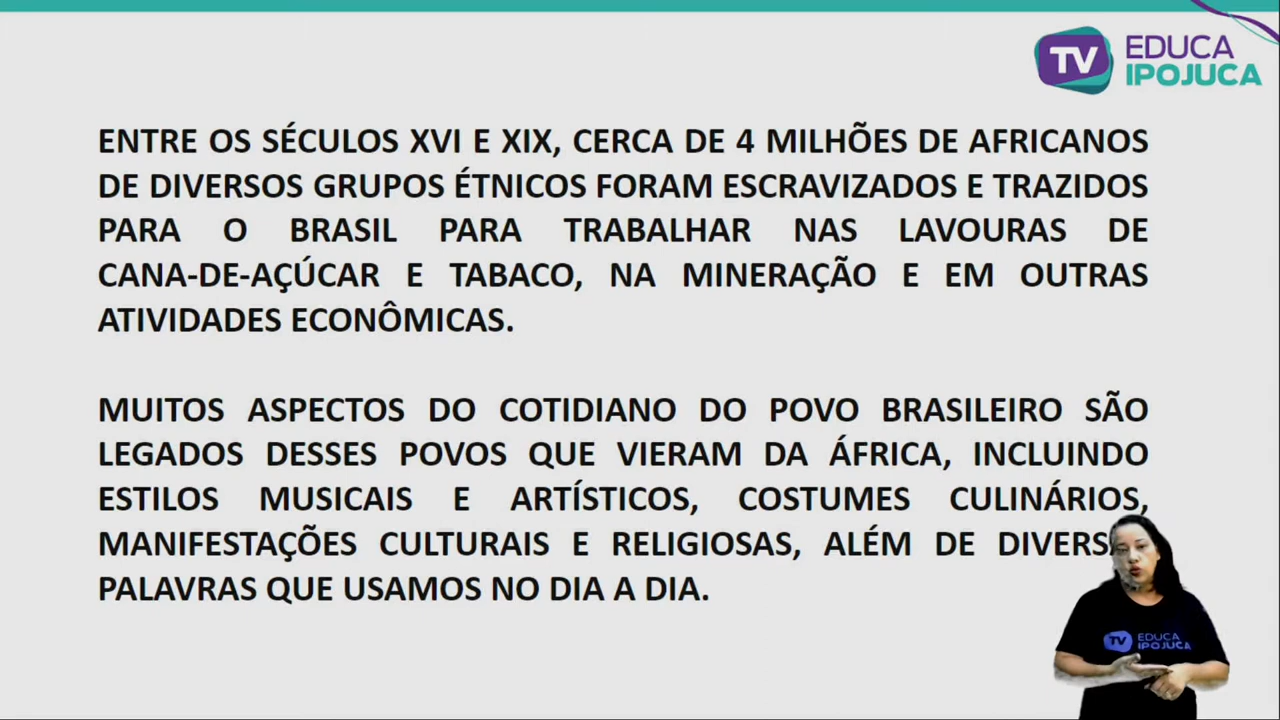 TV EDUCA
IPOJUCA
ENTRE OS SÉCULOS XVI E XIX, CERCA DE 4 MILHÕES DE AFRICANOS
DE DIVERSOS GRUPOS ÉTNICOS FORAM ESCRAVIZADOS E TRAZIDOS
PARA O BRASIL PARA TRABALHAR NAS LAVOURAS DE
CANA-DE-AÇÚCAR E TABACO, NA MINERAÇÃO E EM OUTRAS
ATIVIDADES ECONÔMICAS.
MUITOS ASPECTOS DO COTIDIANO DO POVO BRASILEIRO SÃO
LEGADOS DESSES POVOS QUE VIERAM DA ÁFRICA, INCLUINDO
ESTILOS MUSICAIS E ARTÍSTICOS, COSTUMES CULINÁRIOS,
MANIFESTAÇÕES CULTURAIS E RELIGIOSAS, ALÉM DE
PALAVRAS QUE USAMOS NO DIA A DIA.
TV EDUCA
IPOJUCA